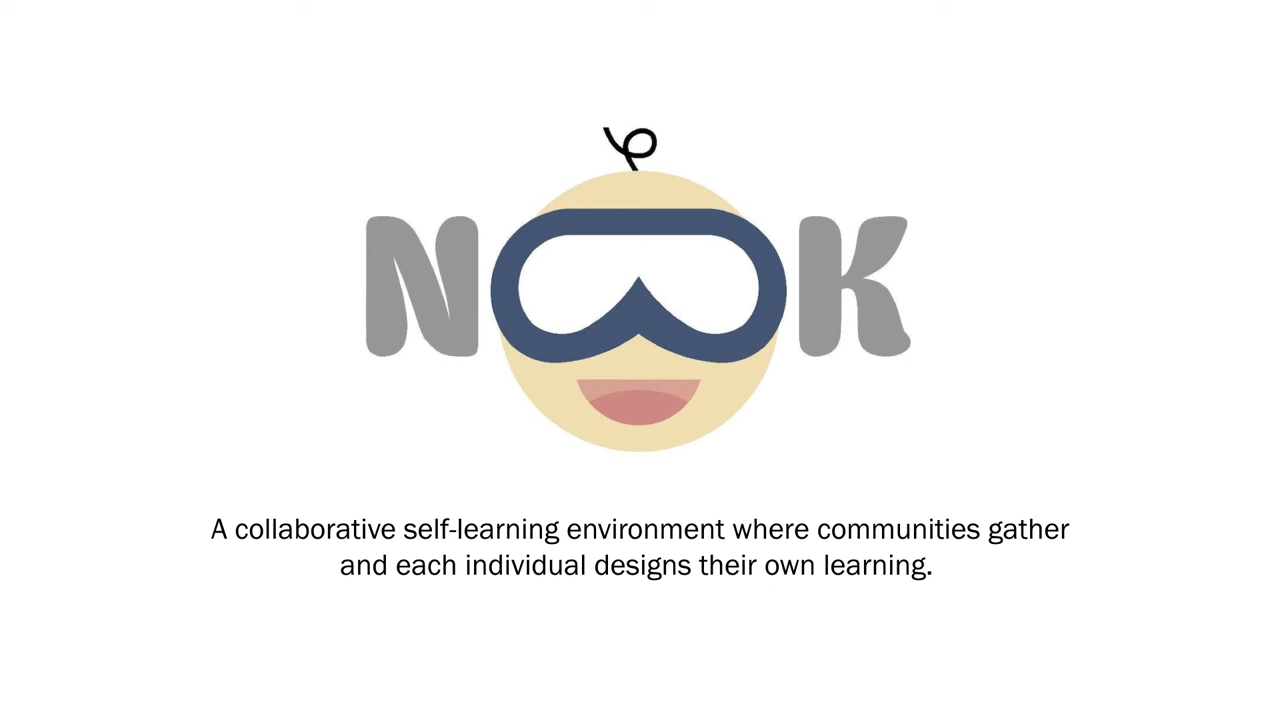 NOOK
A collaborative self-learning environment where communities gather
and each individual designs their own learning.